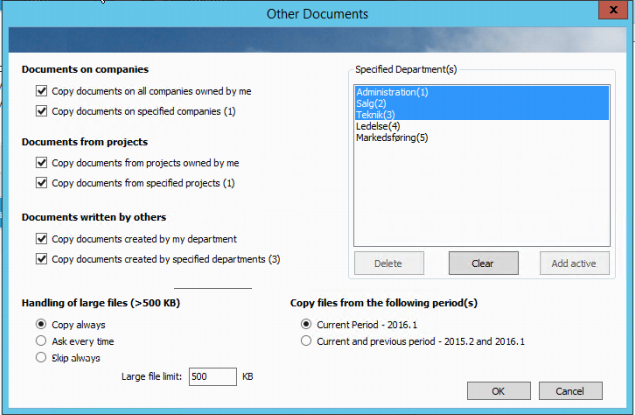 Other Documents
x
Documents on companies
Copy documents on all companies owned by me
Copy documents on specified companies (1)
Documents from projects
Copy documents from projects owned by me
Copy documents from specified projects (1)
Documents written by others
Copy documents created by my department
Copy documents created by specified departments (3)
Specified Department(s)
Administration(1)
Salg(2)
Teknik(3)
Ledelse(4)
Markedsføring(5)
Delete
Clear
Add active
Handling of large files (>500 KB)
Copy always
Ask every time
Skip always
Large file limit: 500 KB
Copy files from the following period(s)
Current Period - 2016.1
Current and previous period - 2015.2 and 2016.1
OK
Cancel